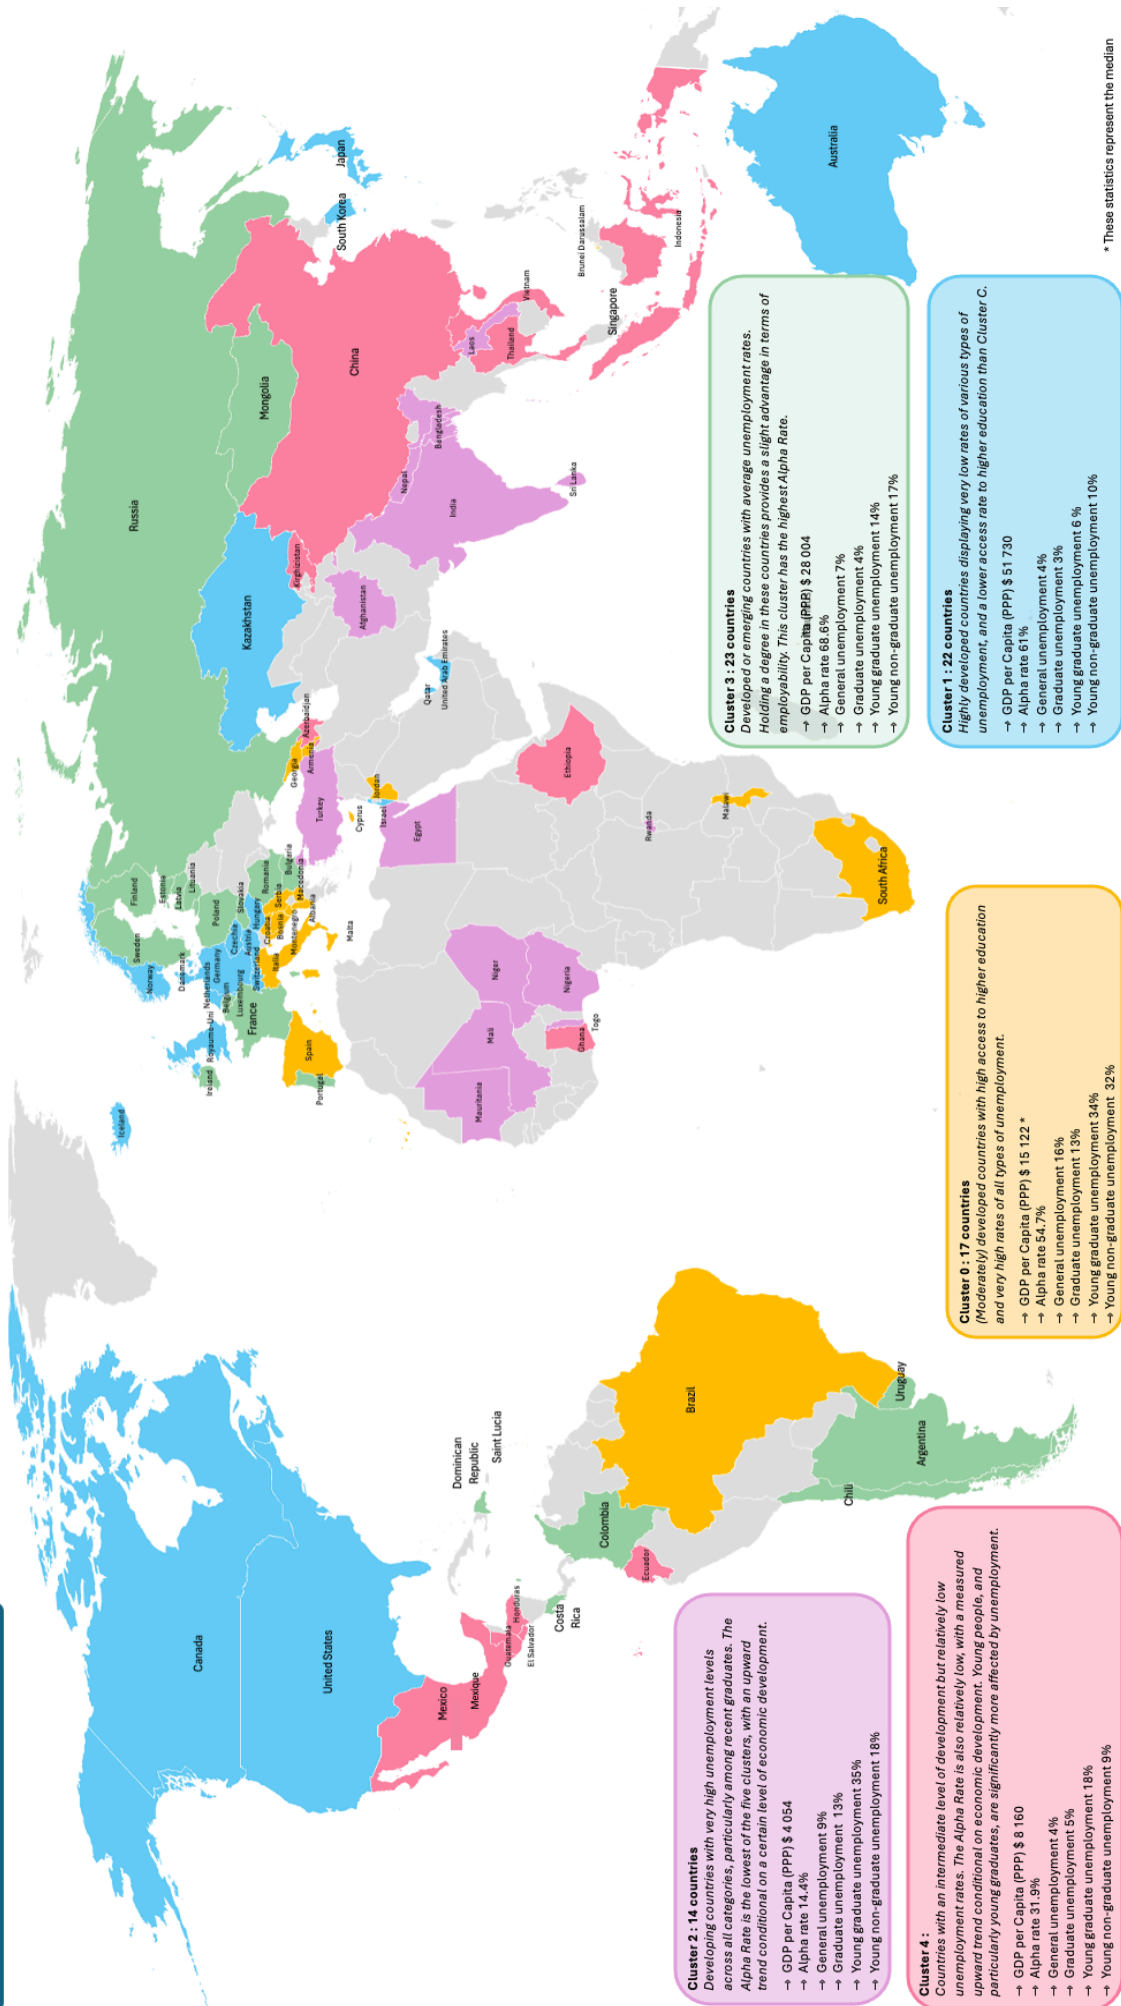 Canada
United States
Mexico
Mexique
Guatemala
Honduras
El Salvador
Costa
Rica
Dominican
Republic
Saint Lucia
Colombia
Ecuador
Brazil
Chili
Argentina
Uruguay
Iceland
Ireland
Royaume-Uni
Norway
Sweden
Finland
Estonia
Latvia
Lituania
Danemark
Netherlands
Belgium
Luxembourg
Germany
Poland
Czechia
Slovakia
Austria
Hungary
Switzerland
France
Spain
Portugal
Italie
Croatia
Bosnia
Serbia
Montenegro
Macedonia
Albania
Romania
Bulgaria
Malta
Cyprus
Turkey
Georgia
Armenia
Azerbaidjan
Israel
Jordan
Egypt
Qatar
United Arab Emirates
Mauritania
Mali
Niger
Nigeria
Ghana
Togo
Ethiopia
Rwanda
Malawi
South Africa
Russia
Kazakhstan
Kirghizistan
Afghanistan
Mongolia
China
Nepal
India
Bangladesh
Sri Lanka
Laos
Thailand
Vietnam
South Korea
Japan
Brunei Darussalam
Singapore
Indonesia
Australia
Cluster 2 : 14 countries
Developing countries with very high unemployment levels
across all categories, particularly among recent graduates. The
Alpha Rate is the lowest of the five clusters, with an upward
trend conditional on a certain level of economic development.
→ GDP per Capita (PPP) $ 4 054
→ Alpha rate 14.4%
→ General unemployment 9%
→ Graduate unemployment 13%
→ Young graduate unemployment 35%
→ Young non-graduate unemployment 18%
Cluster 4 :
Countries with an intermediate level of development but relatively low
unemployment rates. The Alpha Rate is also relatively low, with a measured
upward trend conditional on economic development. Young people, and
particularly young graduates, are significantly more affected by unemployment.
→ GDP per Capita (PPP) $ 8 160
→ Alpha rate 31.9%
→ General unemployment 4%
→ Graduate unemployment 5%
→ Young graduate unemployment 18%
→ Young non-graduate unemployment 9%
Cluster 0 : 17 countries
(Moderately) developed countries with high access to higher education
and very high rates of all types of unemployment.
→ GDP per Capita (PPP) $ 15 122 *
→ Alpha rate 54.7%
→ General unemployment 16%
→ Graduate unemployment 13%
→ Young graduate unemployment 34%
→ Young non-graduate unemployment 32%
Cluster 3 : 23 countries
Developed or emerging countries with average unemployment rates.
Holding a degree in these countries provides a slight advantage in terms of
employability. This cluster has the highest Alpha Rate.
→ GDP per Capita (PPP) $ 28 004
→ Alpha rate 68.6%
→ General unemployment 7%
→ Graduate unemployment 4%
→ Young graduate unemployment 14%
→ Young non-graduate unemployment 17%
Cluster 1 : 22 countries
Highly developed countries displaying very low rates of various types of
unemployment, and a lower access rate to higher education than Cluster C.
→ GDP per Capita (PPP) $ 51 730
→ Alpha rate 61%
→ General unemployment 4%
→ Graduate unemployment 3%
→ Young graduate unemployment 6 %
→ Young non-graduate unemployment 10%
* These statistics represent the median